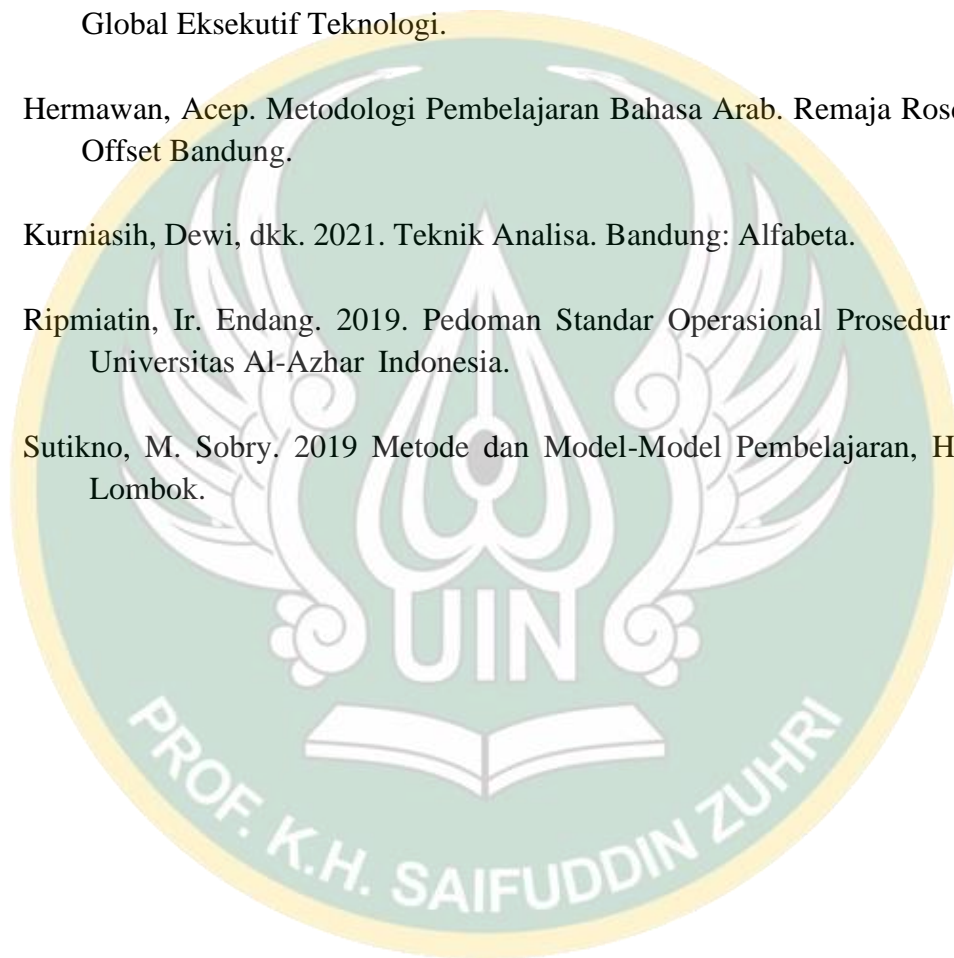 Global Eksekutif Teknologi.
Hermawan, Acep. Metodologi Pembelajaran Bahasa Arab. Remaja
Offset Bandung.
Kurniasih, Dewi, dkk. 2021. Teknik Analisa. Bandung: Alfabeta.
Ripmiatin, Ir. Endang. 2019. Pedoman Standar Operasional Prosedur
Universitas Al-Azhar Indonesia.
Sutikno, M. Sobry. 2019 Metode dan Model-Model Pembelajaran,
Lombok.
UIN
PROF. K.H. SAIFUDDIN ZUHRI